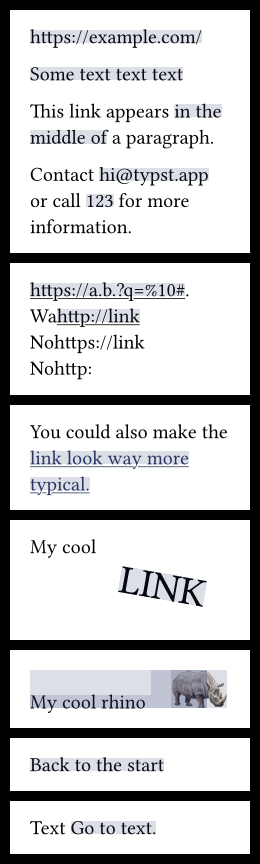 https://example.com/
Some text text text
This link appears in the
middle of a paragraph.
Contact hi@typst.app
or call 123 for more
information.
https://a.b.?q=%10#.
Wahttp://link
Nohttps://link
Nohttp:
You could also make the
link look way more
typical.
My cool
LINK
My cool rhino
Back to the start
Text Go to text.